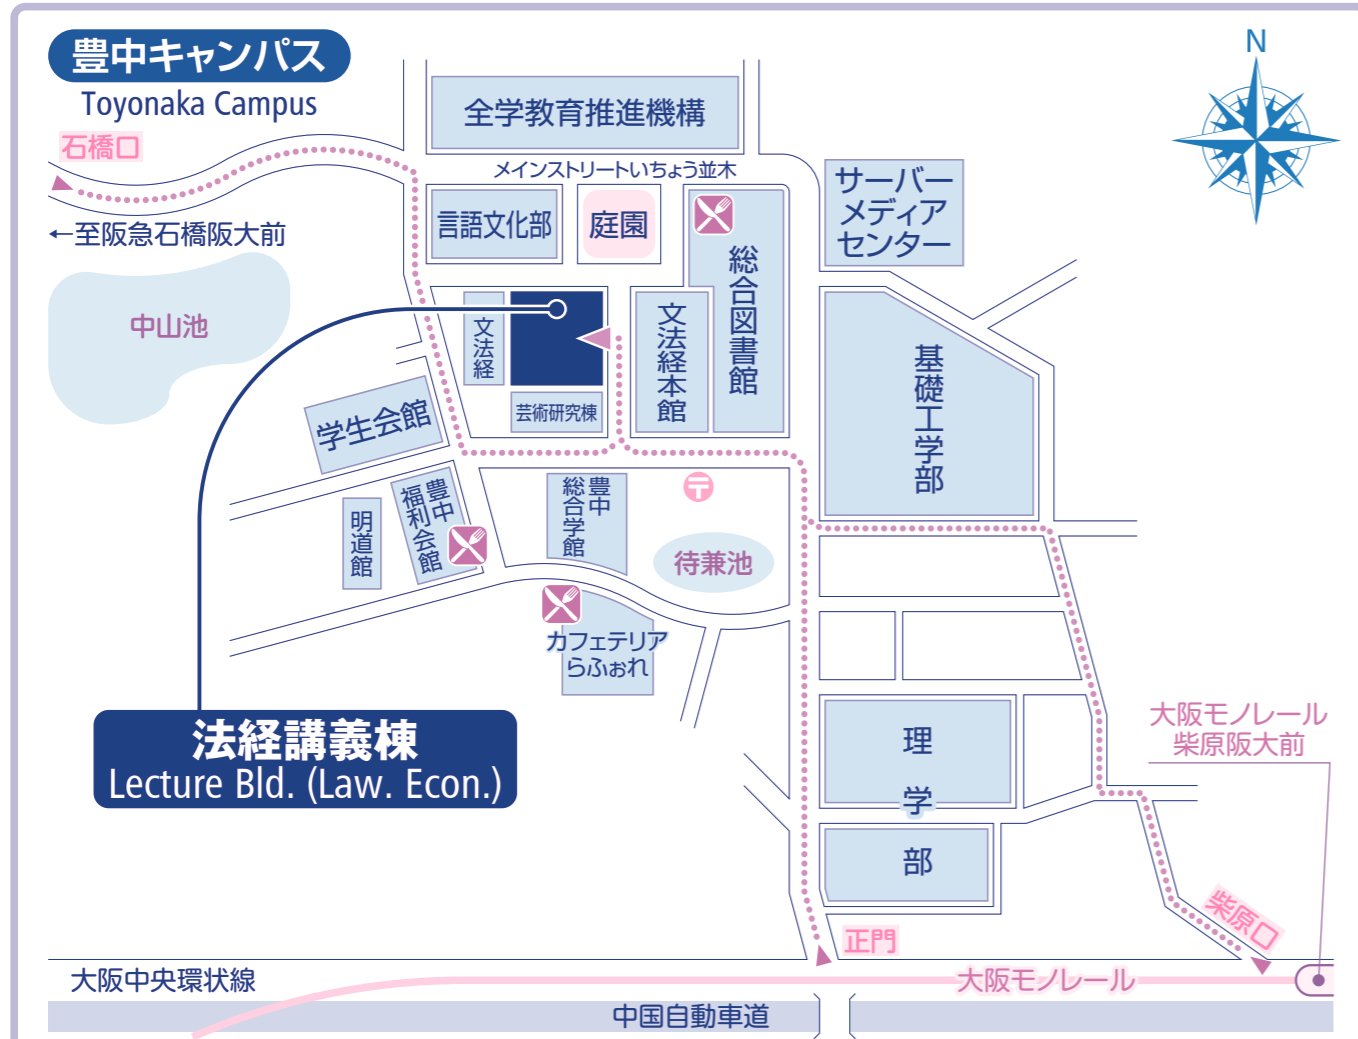 豊中キャンパス
Toyonaka Campus
N
全学教育推進機構
石橋口
メインストリートいちょう並木
サーバー
メディア
センター
言語文化部
庭園
←至阪急石橋阪大前
総合図書館
中山池
文法経
文法経本館
基礎工学部
芸術研究棟
学生会館
豊中
福利会館
豊中
総合学館
明道館
〒
待兼池
カフェテリア
らふぉれ
法経講義棟
Lecture Bld. (Law. Econ.)
理
学
部
大阪モノレール
柴原阪大前
柴原口
正門
大阪中央環状線
大阪モノレール
中国自動車道